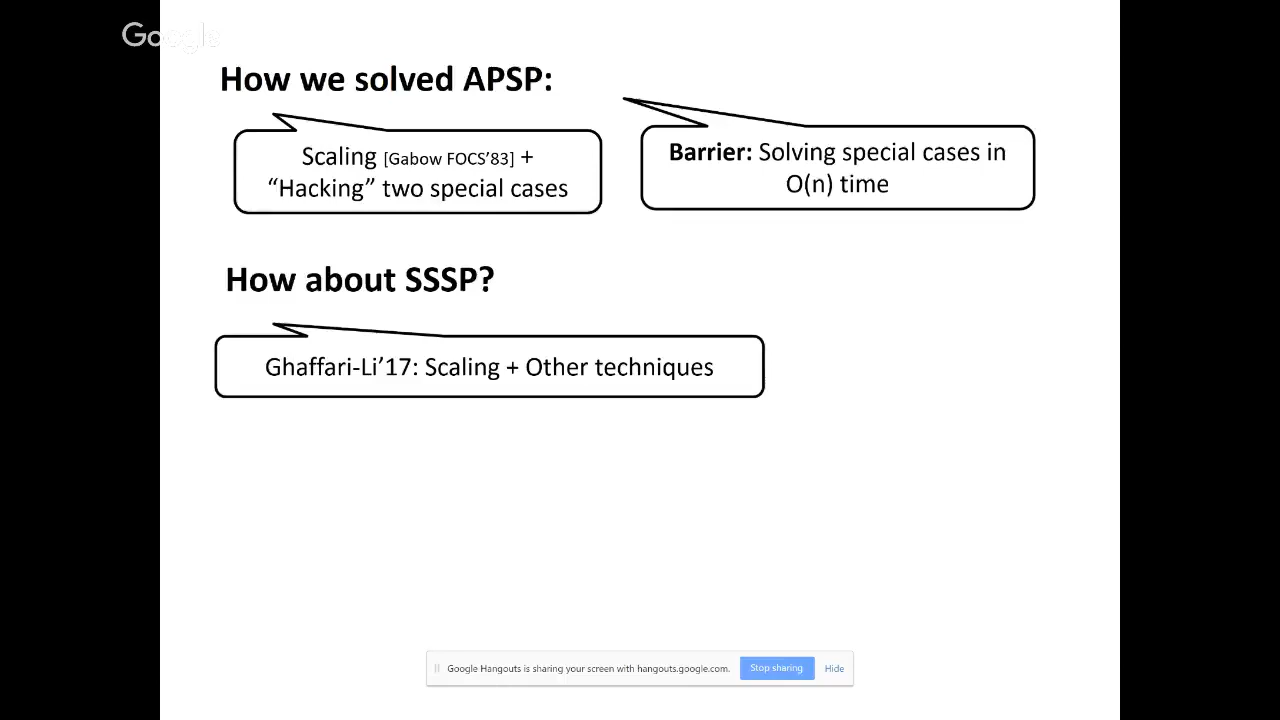 Google
How we solved APSP:
Scaling [Gabow FOCS’83] +
“Hacking” two special cases
Barrier: Solving special cases in
O(n) time
How about SSSP?
Ghaffari-Li’17: Scaling + Other techniques
Google Hangouts is sharing your screen with hangouts.google.com.
Stop sharing
Hide